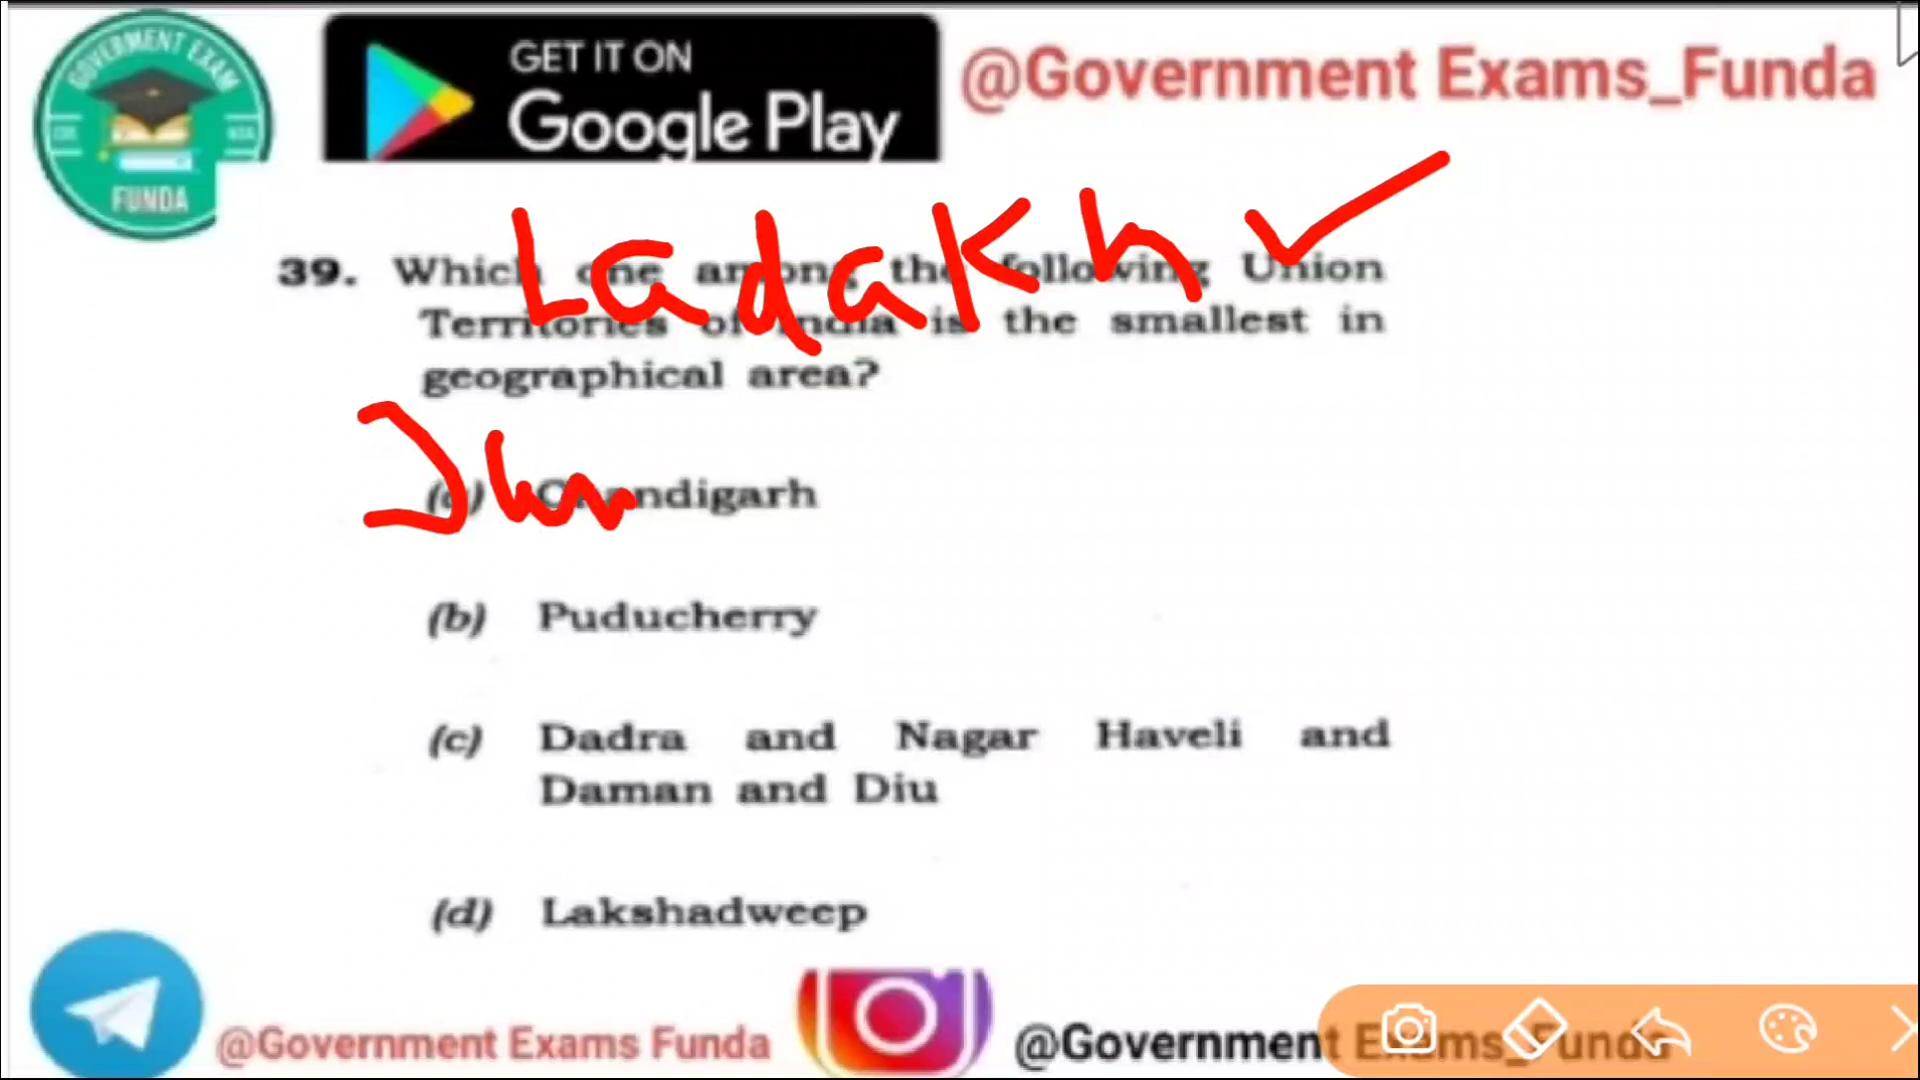 GOVERNMENT EXAM
FUNDA
GET IT ON
Google Play
@Government Exams_Funda
Ladakh
39. Which one among the following Union
Territories of India is the smallest in
geographical area?
(a) Chandigarh
(b) Puducherry
(c) Dadra and Nagar Haveli and
Daman and Diu
(d) Lakshadweep
@Government Exams Funda
@Government Exams_Funda